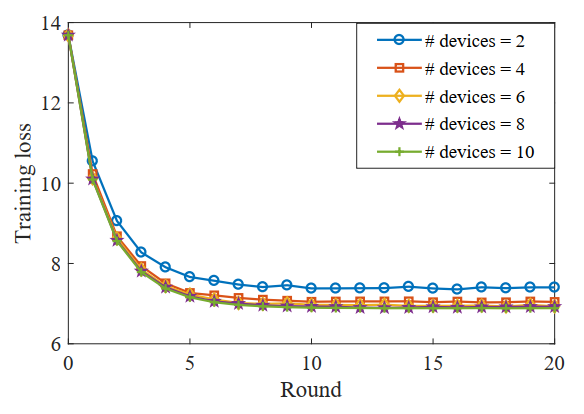 14
12
10
8
6
Training loss
0
5
10
15
20
Round
# devices = 2
# devices = 4
# devices = 6
# devices = 8
# devices = 10